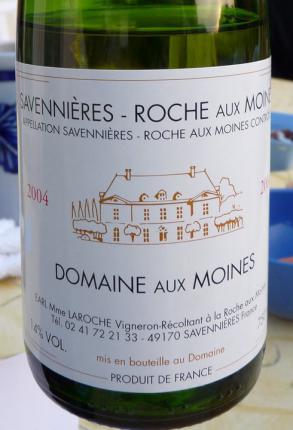 SAVENNIÈRES - ROCHE AUX MOINES
APPELLATION SAVENNIÈRES - ROCHE AUX MOINES
2004
DOMAINE AUX MOINES
EARL Mme LAROCHE Vigneron-Récoltant à la Roche aux
Tél. 02 41 72 21 33 - 49170 SAVENNIÈRES France
14% VOL.
mis en bouteille au Domaine
PRODUIT DE FRANCE